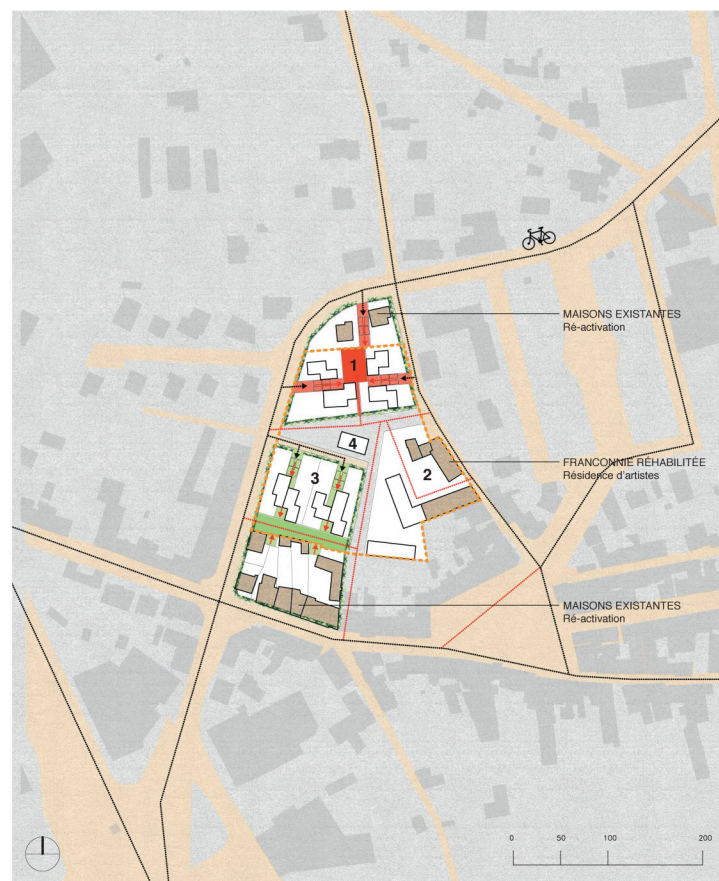 MAISONS EXISTANTES
Ré-activation
1
4
2
3
FRANCONNIE RÉHABILITÉE
Résidence d'artistes
MAISONS EXISTANTES
Ré-activation
0 50 100 200